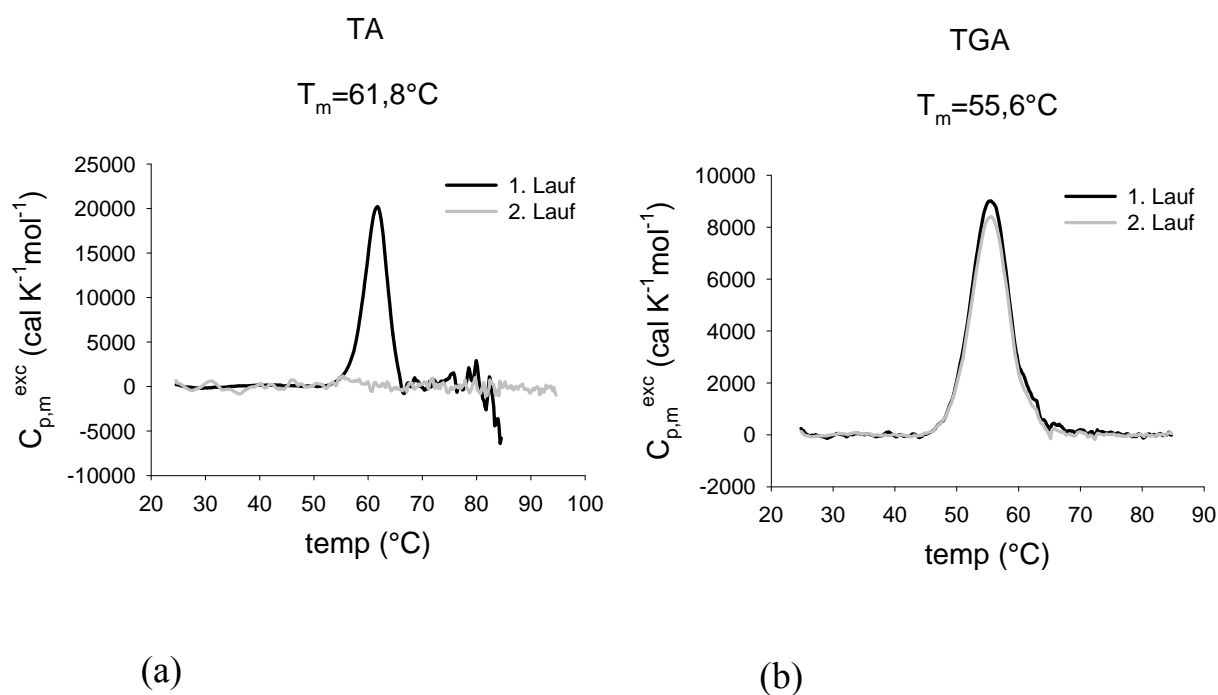 TA
T_m=61,8°C
25000
20000
15000
10000
5000
0
-5000
-10000
C_p,m^exc (cal K^-1 mol^-1)
1. Lauf
2. Lauf
20 30 40 50 60 70 80 90 100
temp (°C)
(a)
TGA
T_m=55,6°C
10000
8000
6000
4000
2000
0
-2000
C_p,m^exc (cal K^-1 mol^-1)
1. Lauf
2. Lauf
20 30 40 50 60 70 80 90
temp (°C)
(b)